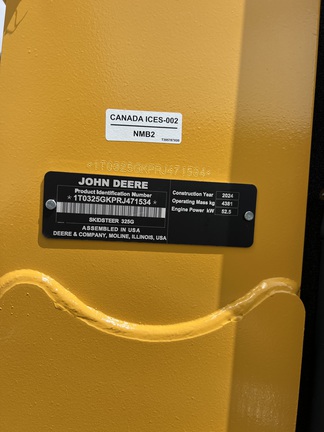 CANADA ICES-002
NMB2
*1T0325GKPRJ471534*
JOHN DEERE
Product Identification Number
*1T0325GKPRJ471534*
SKIDSTEER 325G
ASSEMBLED IN USA
DEERE & COMPANY, MOLINE, ILLINOIS, USA
Construction Year 2024
Operating Mass kg 4381
Engine Power kW 52.5